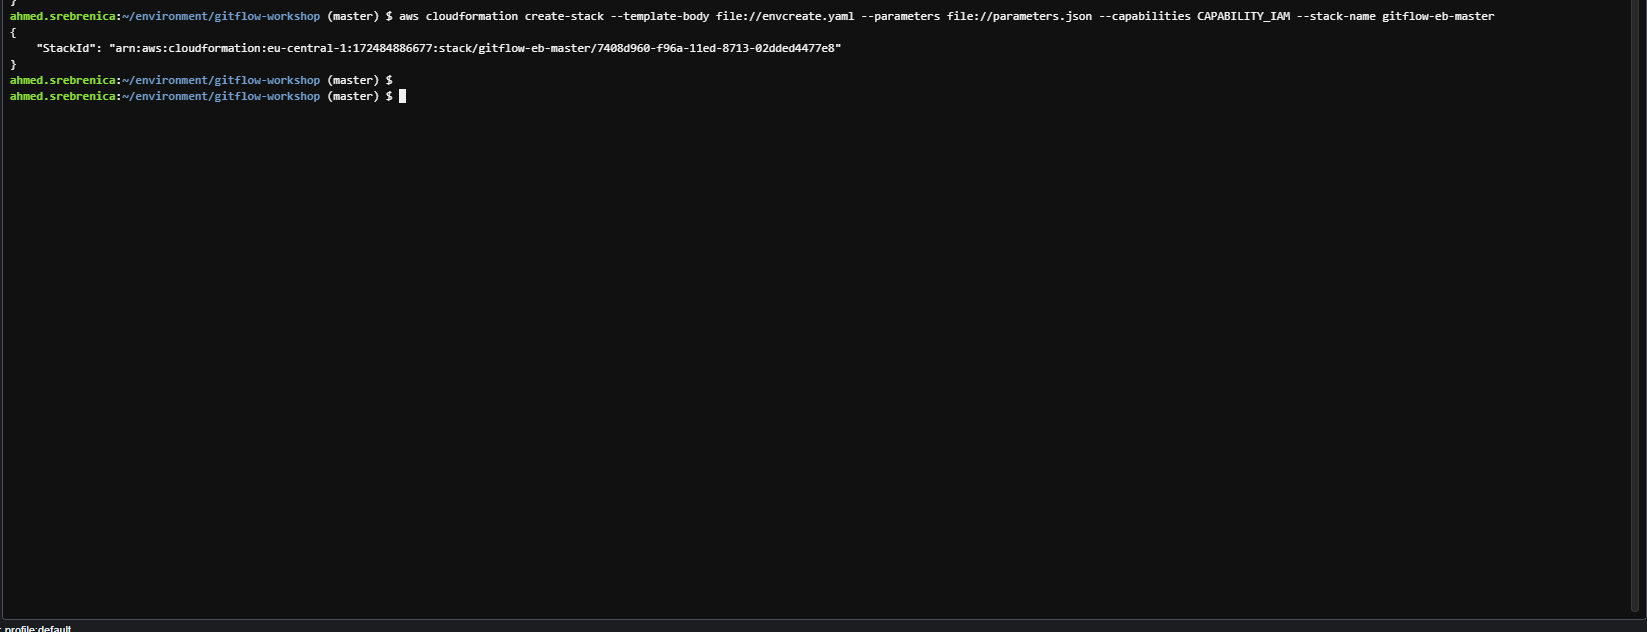 }
ahmed.srebrenica:~/environment/gitflow-workshop (master) $ aws cloudformation create-stack --template-body file://envcreate.yaml --parameters file://parameters.json --capabilities CAPABILITY_IAM --stack-name gitflow-eb-master
{
    "StackId": "arn:aws:cloudformation:eu-central-1:172484886677:stack/gitflow-eb-master/7408d960-f96a-11ed-8713-02dded4477e8"
}
ahmed.srebrenica:~/environment/gitflow-workshop (master) $
ahmed.srebrenica:~/environment/gitflow-workshop (master) $
: profile:default